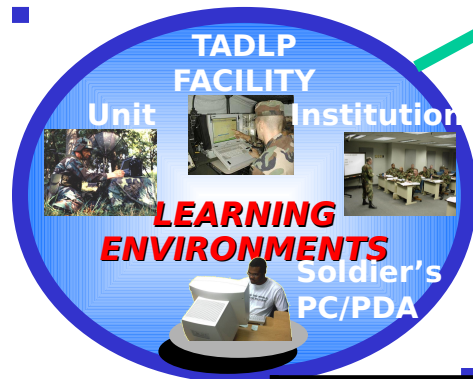 TADLP
FACILITY
Unit
Institution
LEARNING
ENVIRONMENTS
Soldier’s
PC/PDA